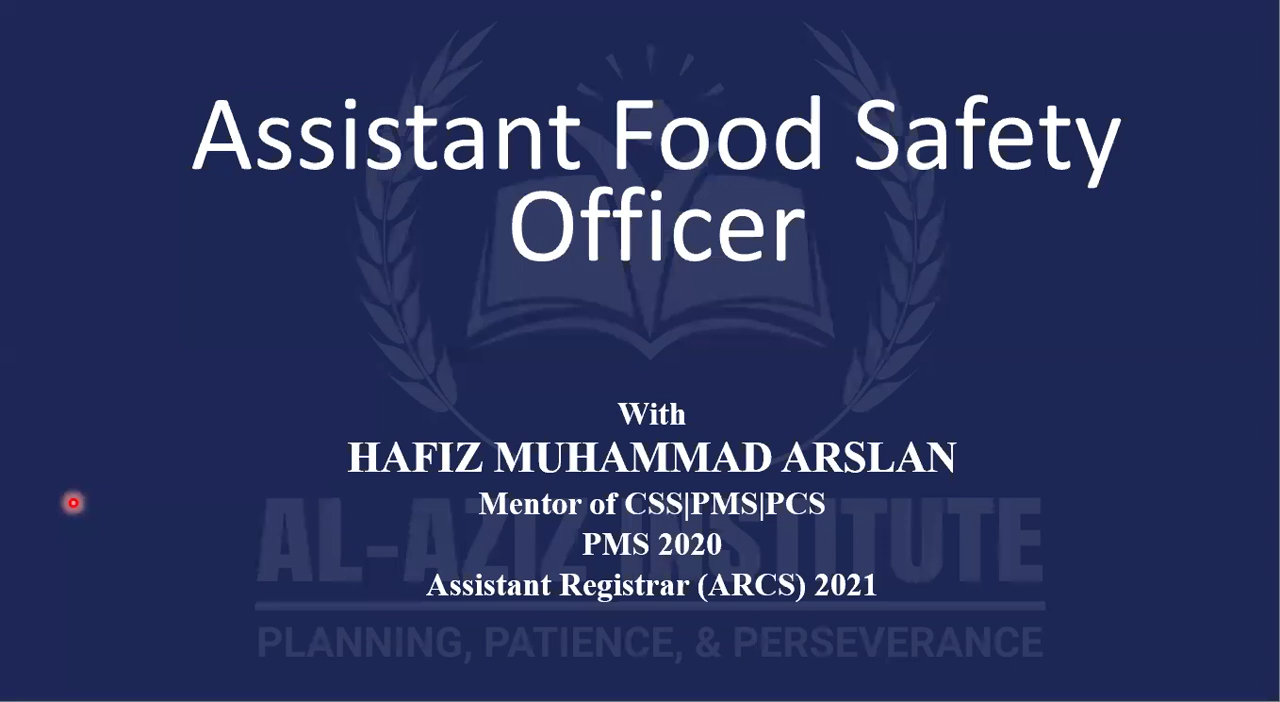 Assistant Food Safety
Officer
With
HAFIZ MUHAMMAD ARSLAN
Mentor of CSS|PMS|PCS
PMS 2020
Assistant Registrar (ARCS) 2021
AL-AZIZ INSTITUTE
PLANNING, PATIENCE, & PERSEVERANCE